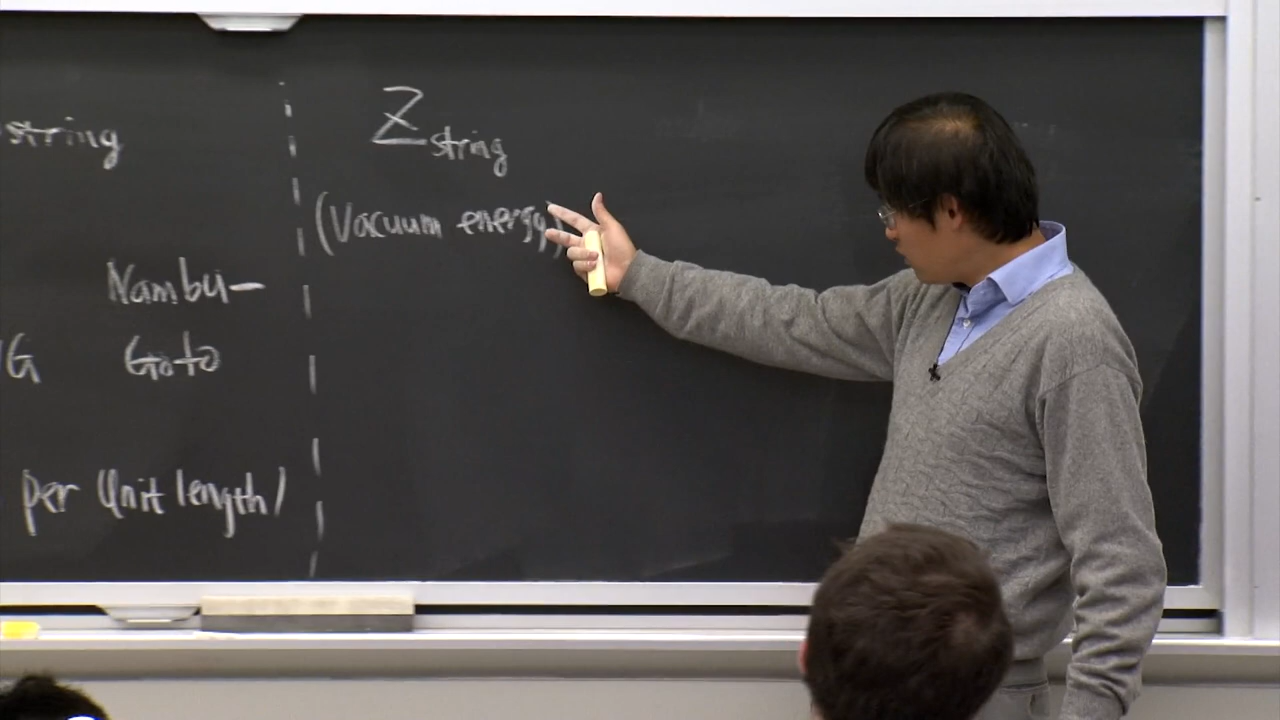 string
Nambu-
G Goto
per Unit length)
Z string
(Vacuum energy)